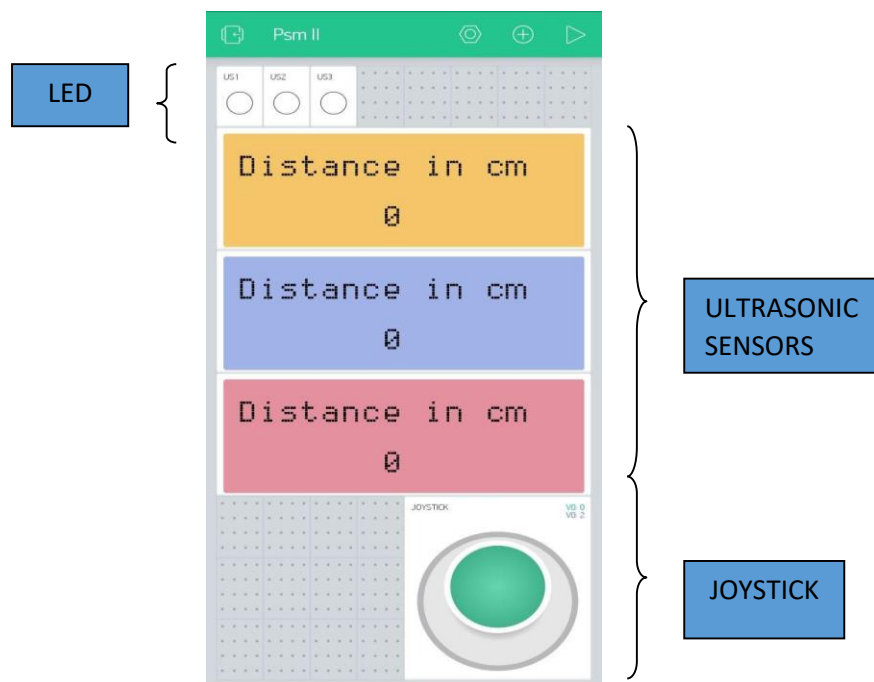 Psm II
LED
US1 US2 US3
Distance in cm
0
Distance in cm
0
ULTRASONIC
SENSORS
Distance in cm
0
JOYSTICK V0 0
V0 2
JOYSTICK